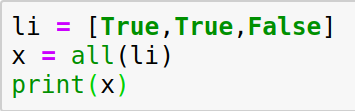 li = [True,True,False]
x = all(li)
print(x)